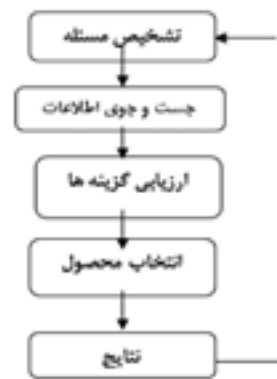 تشخیص مسئله
جست و جوی اطلاعات
ارزیابی گزینه ها
انتخاب محصول
نتایج